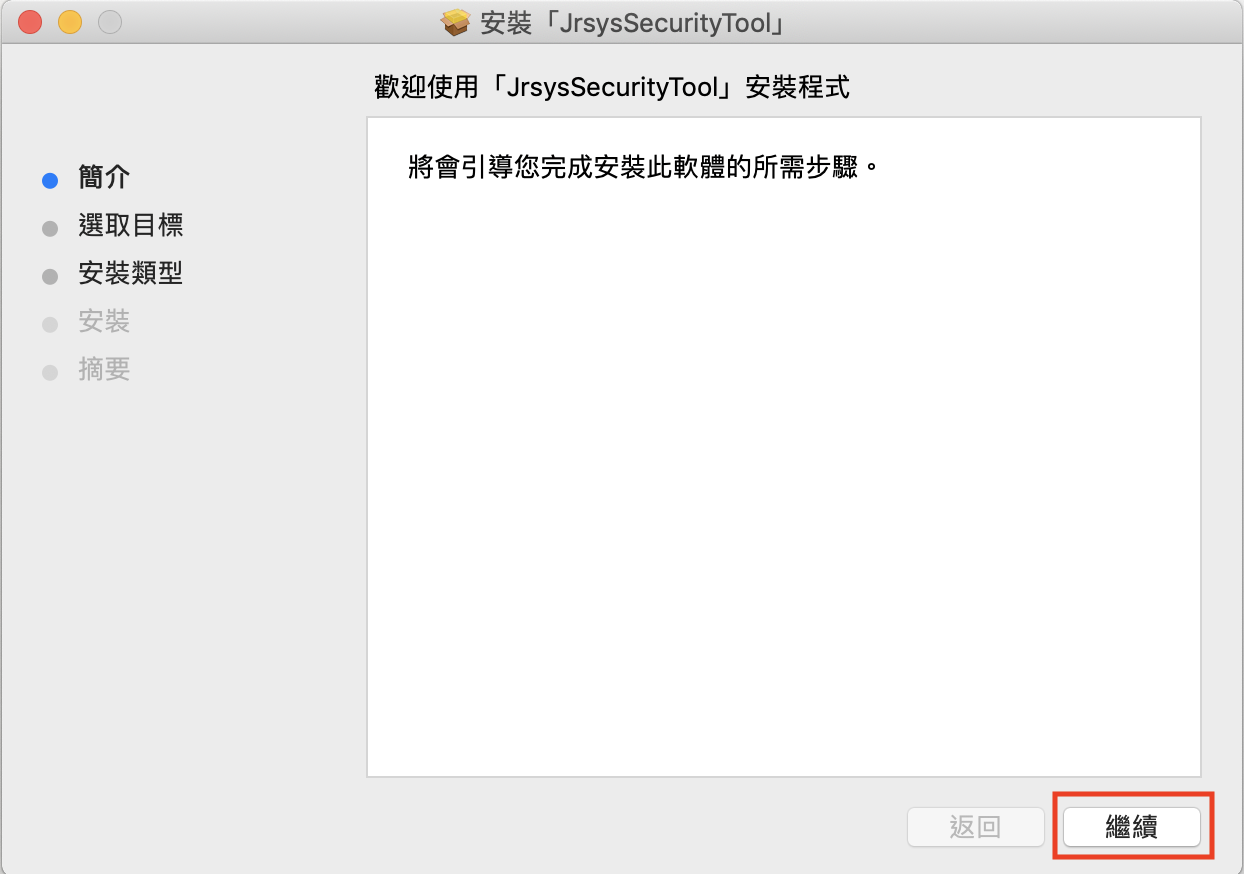 安裝「JrsysSecurityTool」
歡迎使用「JrsysSecurityTool」安裝程式
簡介
選取目標
安裝類型
安裝
摘要
將會引導您完成安裝此軟體的所需步驟。
返回
繼續